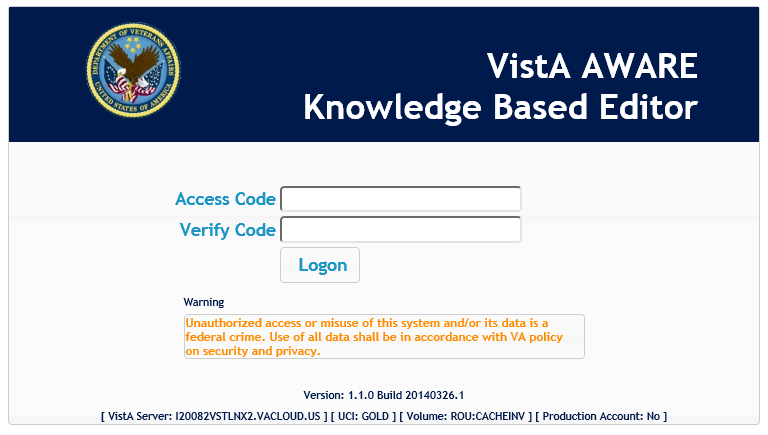 DEPARTMENT OF VETERANS AFFAIRS
UNITED STATES OF AMERICA
VistA AWARE
Knowledge Based Editor
Access Code
Verify Code
Logon
Warning
Unauthorized access or misuse of this system and/or its data is a
federal crime. Use of all data shall be in accordance with VA policy
on security and privacy.
Version: 1.1.0 Build 20140326.1
[ VistA Server: I20082VSTLNX2.VACLOUD.US ] [ UCI: GOLD ] [ Volume: ROU:CACHEINV ] [ Production Account: No ]